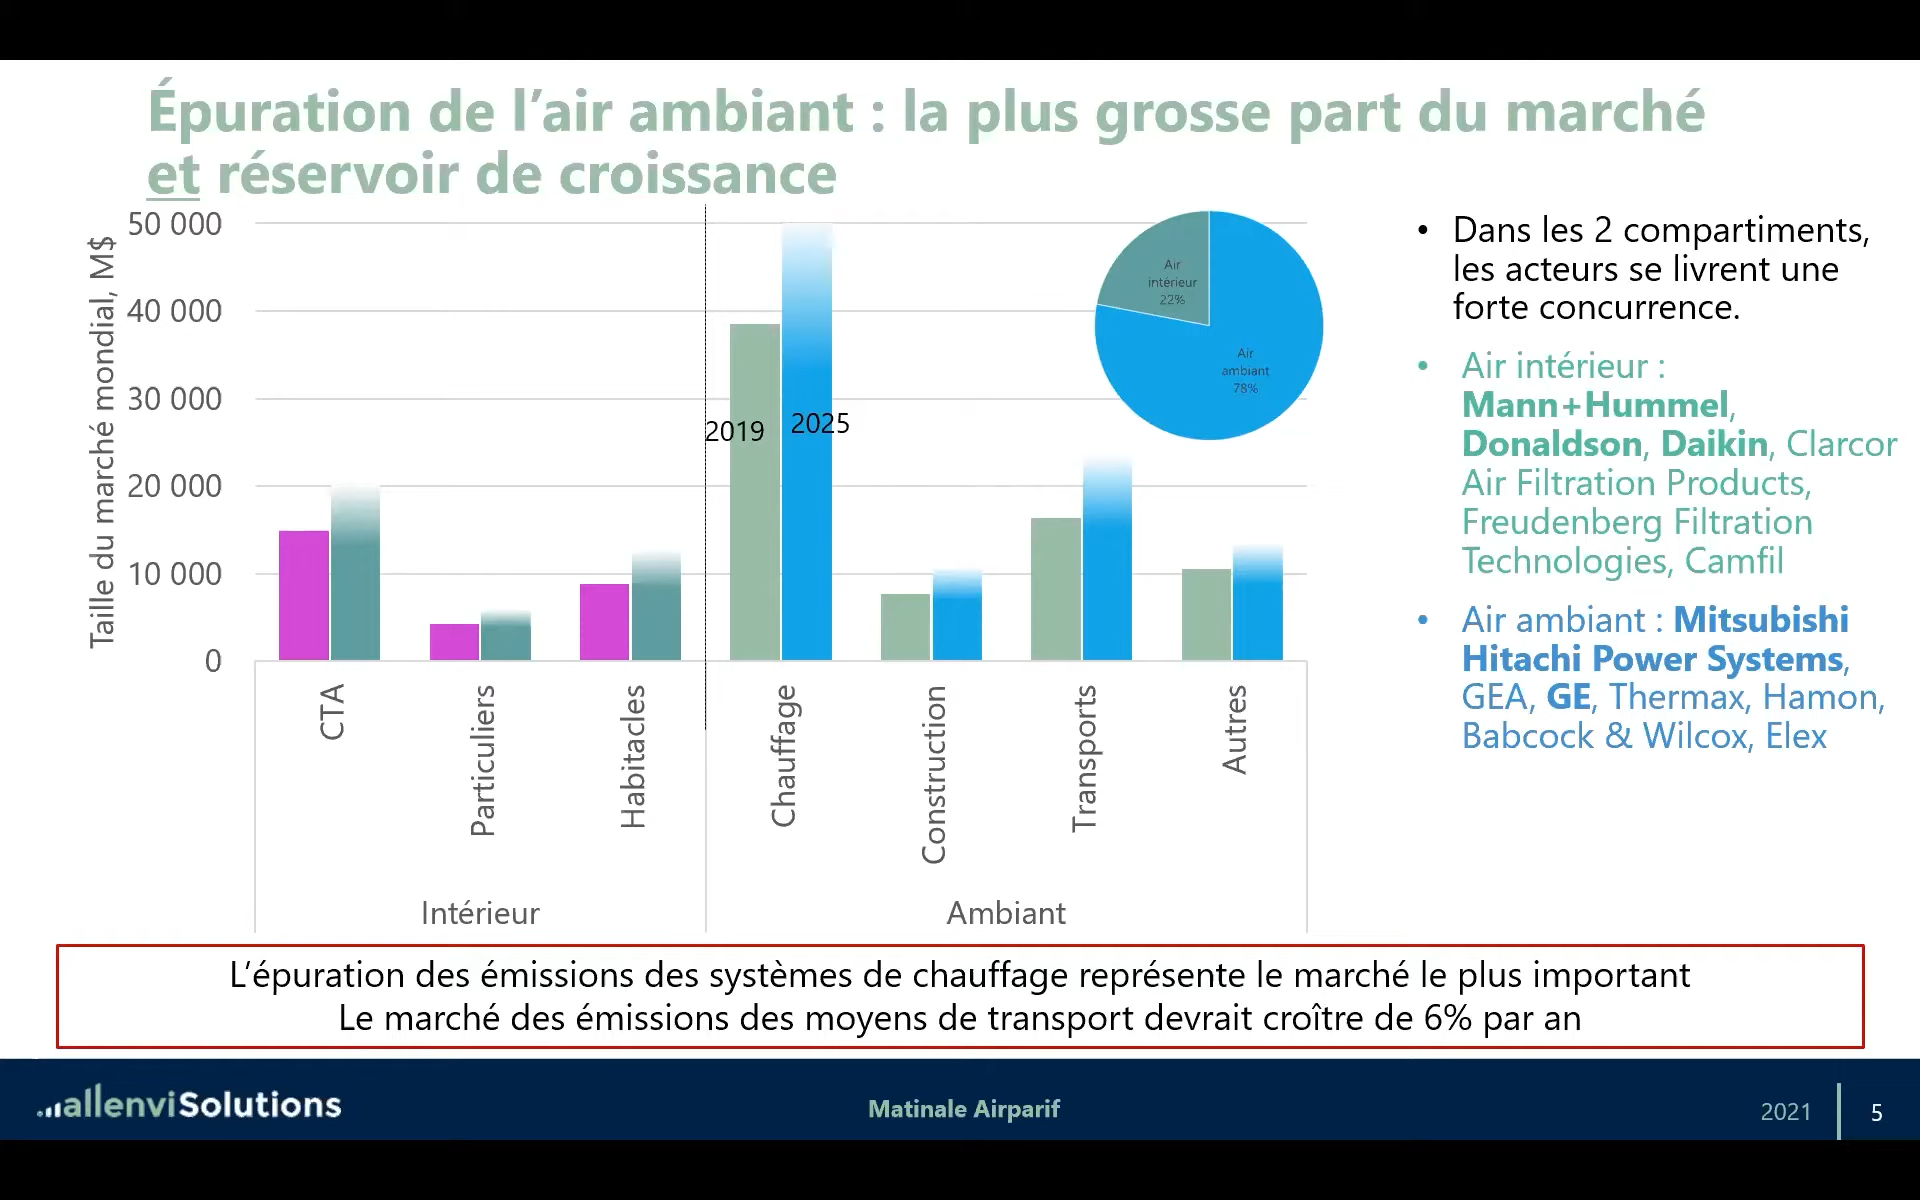 Épuration de l’air ambiant : la plus grosse part du marché
et réservoir de croissance
Taille du marché mondial, M$
50 000
40 000
30 000
20 000
10 000
0
2019
2025
CTA
Particuliers
Habitacles
Chauffage
Construction
Transports
Autres
Intérieur
Ambiant
Air
intérieur
22%
Air
ambiant
78%
• Dans les 2 compartiments,
les acteurs se livrent une
forte concurrence.
• Air intérieur :
Mann+Hummel,
Donaldson, Daikin, Clarcor
Air Filtration Products,
Freudenberg Filtration
Technologies, Camfil
• Air ambiant : Mitsubishi
Hitachi Power Systems,
GEA, GE, Thermax, Hamon,
Babcock & Wilcox, Elex
L’épuration des émissions des systèmes de chauffage représente le marché le plus important
Le marché des émissions des moyens de transport devrait croître de 6% par an
allenviSolutions
Matinale Airparif
2021
5